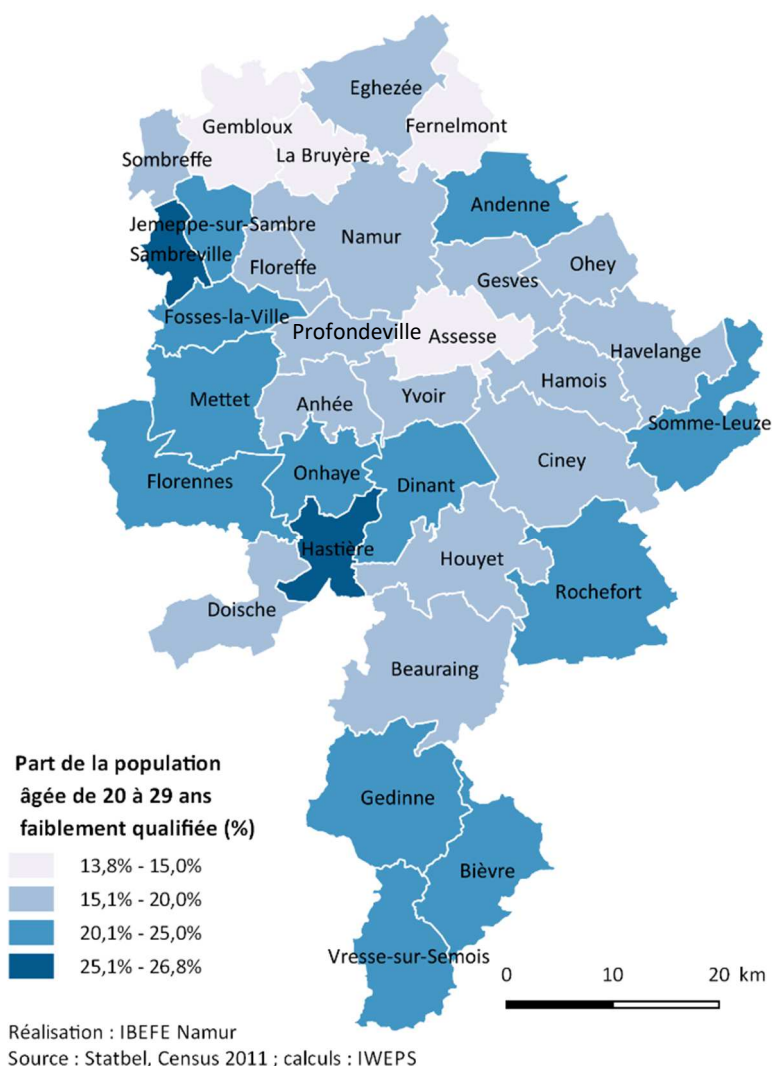 Eghezée
Gembloux
Fernelmont
La Bruyère
Sombreffe
Andenne
Jemeppe-sur-Sambre
Namur
Sambreville
Floreffe
Ohey
Gesves
Fosses-la-Ville
Profondeville
Assesse
Havelange
Hamois
Mettet
Anhée
Yvoir
Somme-Leuze
Ciney
Florennes
Onhaye
Dinant
Hastière
Houyet
Rochefort
Doische
Beauraing
Part de la population
âgée de 20 à 29 ans
faiblement qualifiée (%)
13,8% - 15,0%
15,1% - 20,0%
20,1% - 25,0%
25,1% - 26,8%
Gedinne
Bièvre
Vresse-sur-Semois
0 10 20 km
Réalisation : IBEFE Namur
Source : Statbel, Census 2011 ; calculs : IWEPS